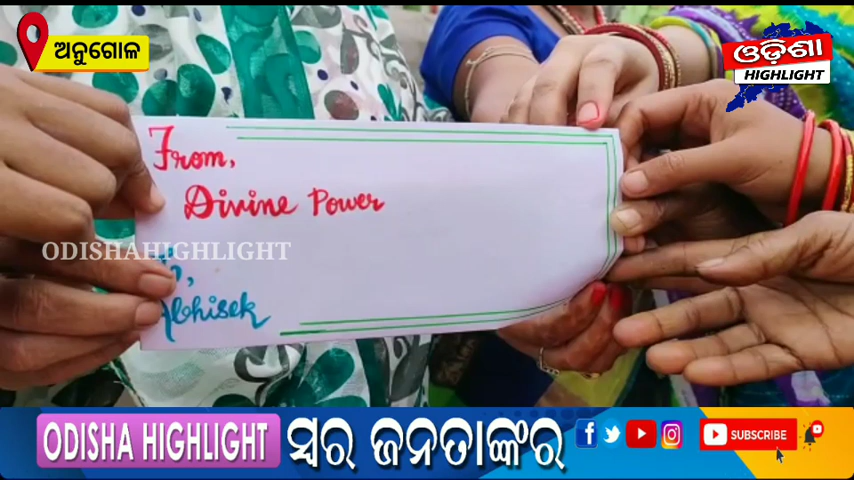 ଅନୁଗୋଳ
ଓଡ଼ିଶା
HIGHLIGHT
From,
Divine Power
ODISHAHIGHLIGHT
Abhisek
ODISHA HIGHLIGHT
ସ୍ୱର ଜନତାଙ୍କର
SUBSCRIBE